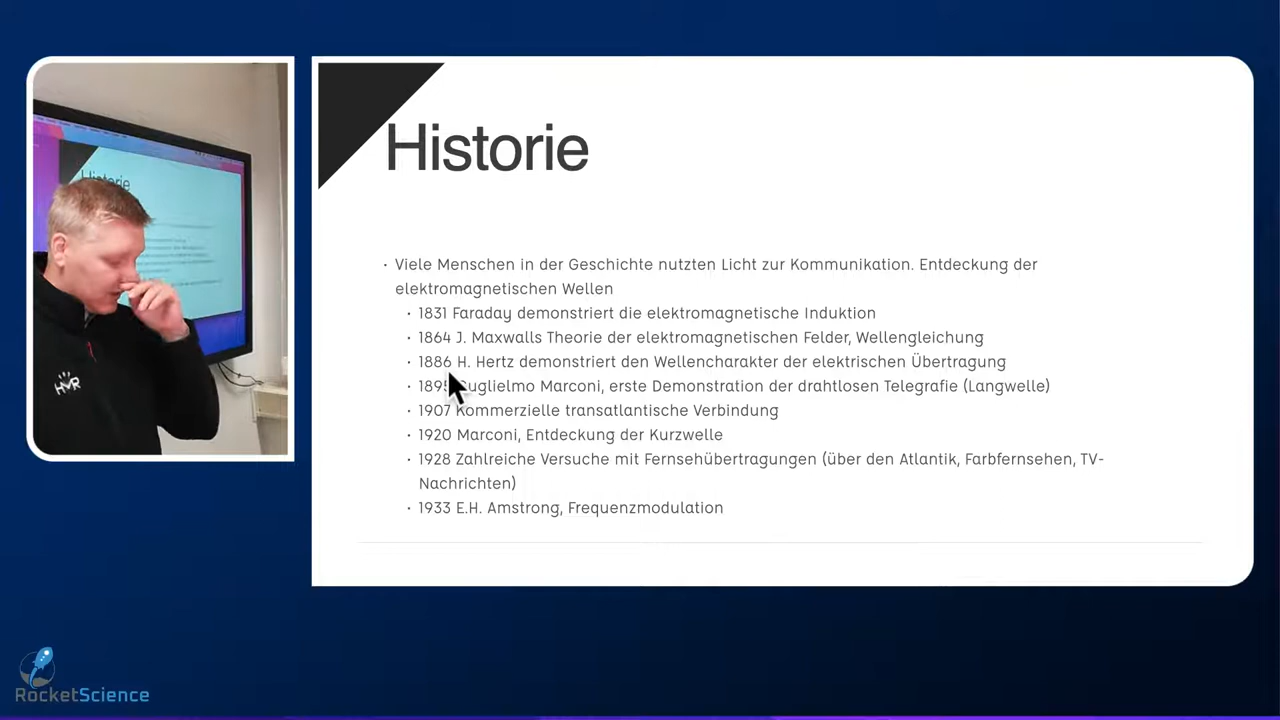 Historie
Historie
• Viele Menschen in der Geschichte nutzten Licht zur Kommunikation. Entdeckung der
elektromagnetischen Wellen
• 1831 Faraday demonstriert die elektromagnetische Induktion
• 1864 J. Maxwalls Theorie der elektromagnetischen Felder, Wellengleichung
• 1886 H. Hertz demonstriert den Wellencharakter der elektrischen Übertragung
• 1895 Guglielmo Marconi, erste Demonstration der drahtlosen Telegrafie (Langwelle)
• 1907 Kommerzielle transatlantische Verbindung
• 1920 Marconi, Entdeckung der Kurzwelle
• 1928 Zahlreiche Versuche mit Fernsehübertragungen (über den Atlantik, Farbfernsehen, TV-
Nachrichten)
• 1933 E.H. Amstrong, Frequenzmodulation
RocketScience